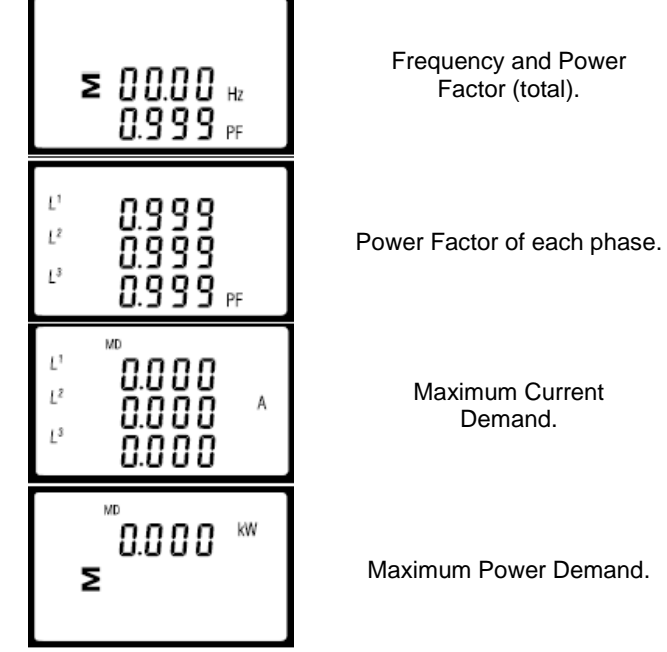 Σ 00.00 Hz
0.999 PF
Frequency and Power
Factor (total).
L1 0.999
L2 0.999
L3 0.999 PF
Power Factor of each phase.
MD
L1 0.000
L2 0.000 A
L3 0.000
Maximum Current
Demand.
MD
0.000 kW
Σ
Maximum Power Demand.